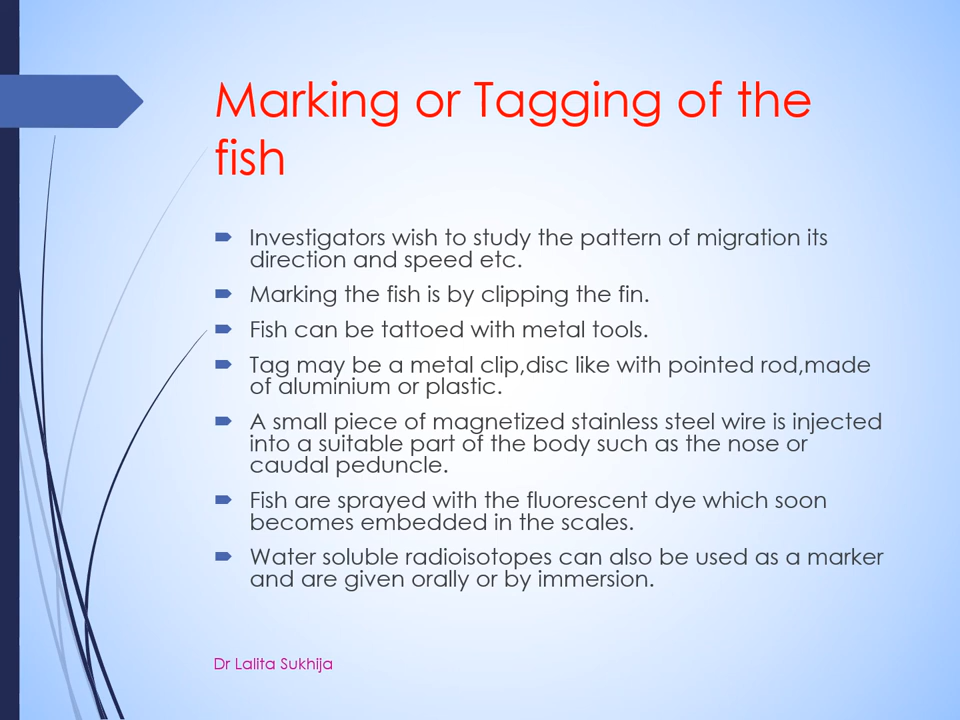 Marking or Tagging of the
fish
Investigators wish to study the pattern of migration its
direction and speed etc.
Marking the fish is by clipping the fin.
Fish can be tattoed with metal tools.
Tag may be a metal clip,disc like with pointed rod,made
of aluminium or plastic.
A small piece of magnetized stainless steel wire is injected
into a suitable part of the body such as the nose or
caudal peduncle.
Fish are sprayed with the fluorescent dye which soon
becomes embedded in the scales.
Water soluble radioisotopes can also be used as a marker
and are given orally or by immersion.
Dr Lalita Sukhija